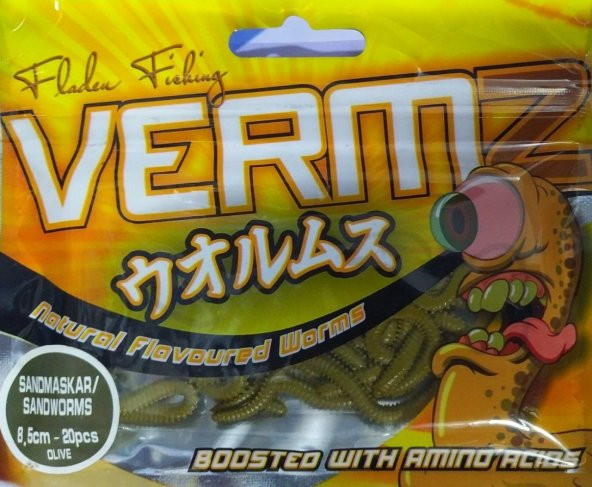 Fladen Fishing
VERMZ
ウオルムス
Natural Flavoured Worms
SANDMASKAR/
SANDWORMS
8,5cm - 20pcs
OLIVE
BOOSTED WITH AMINO ACIDS